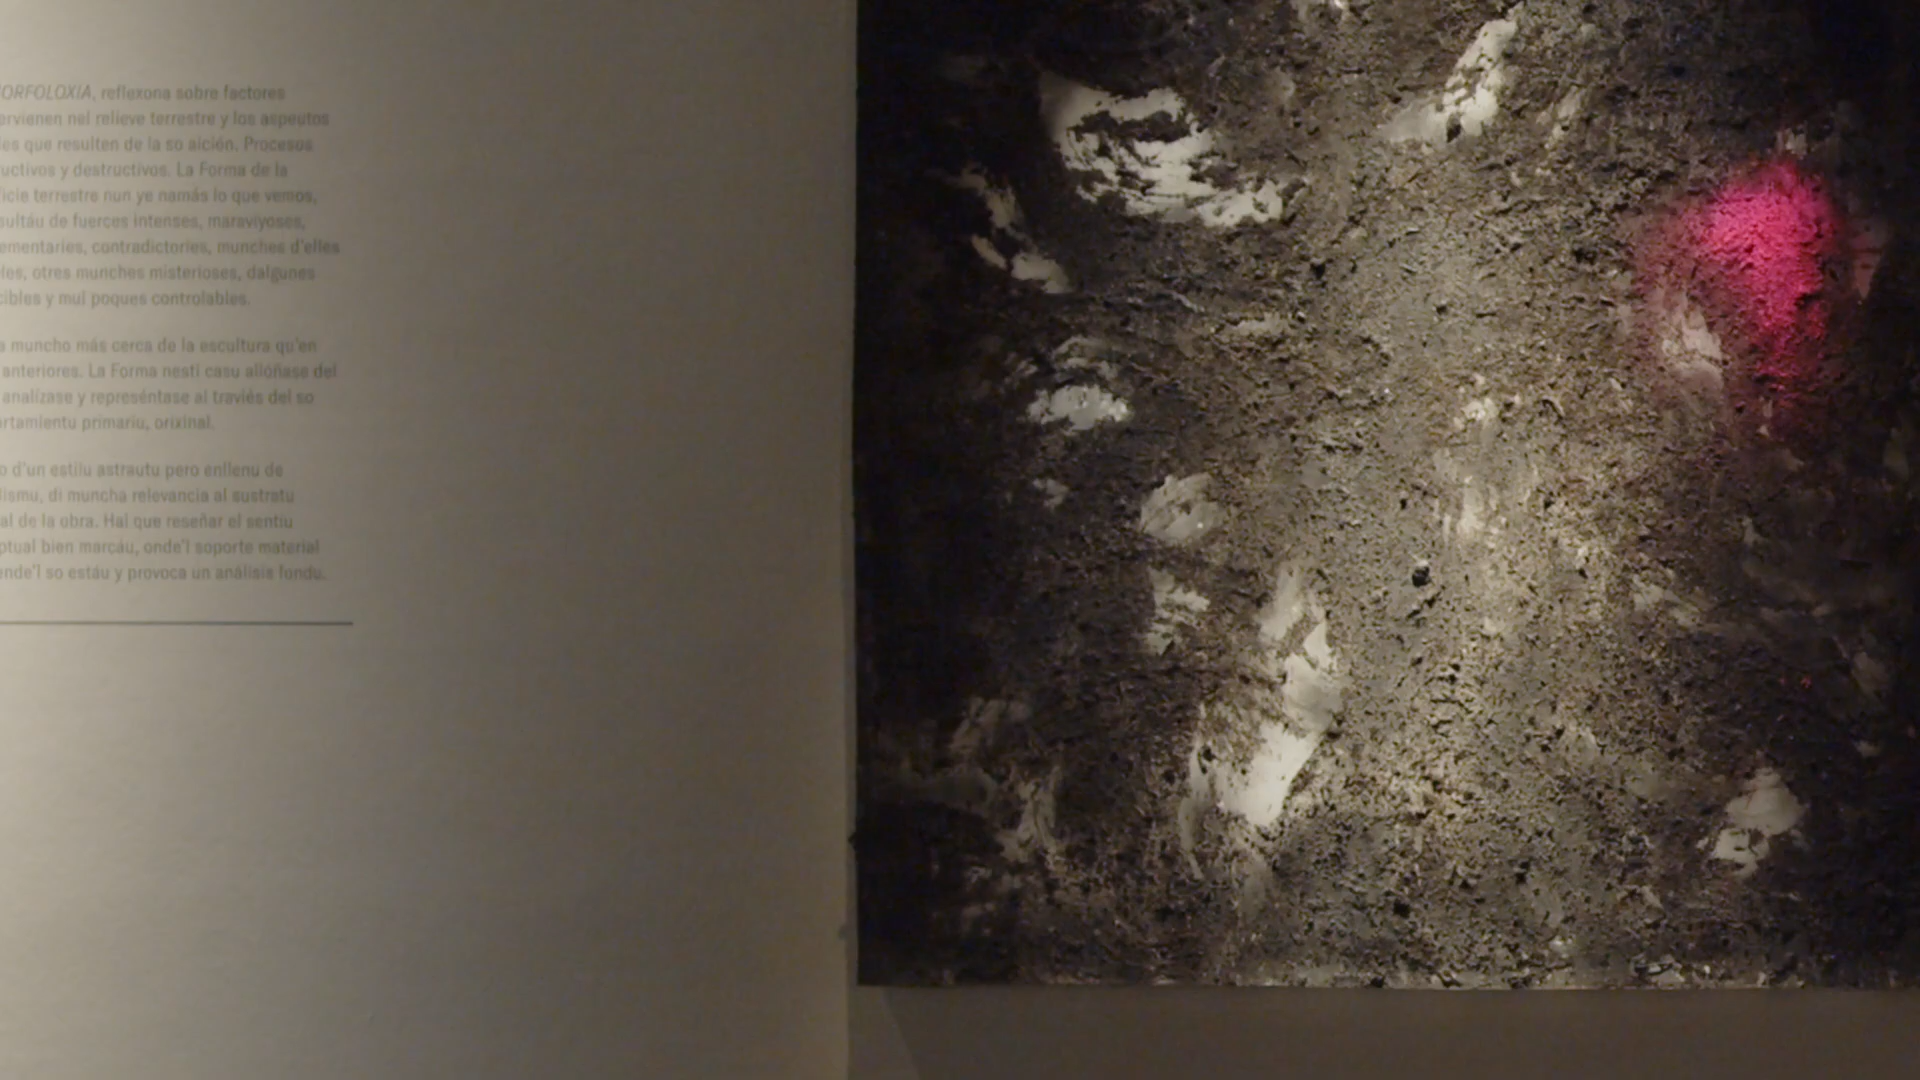 ORFOLOXIA, reflexona sobre factores
ervienen nel relieve terrestre y los aspeutos
les que resulten de la so aición. Procesos
uctivos y destructivos. La Forma de la
icie terrestre nun ye namás lo que vemos,
sultáu de fuerces intenses, maraviyoses,
ementaries, contradictories, munches d'elles
les, otres munches misterioses, dalgunes
cibles y mui poques controlables.
a muncho más cerca de la escultura qu'en
anteriores. La Forma nesti casu allóñase del
analízase y represéntase al traviés del so
rtamientu primariu, orixinal.
o d'un estilu astrautu pero enllenu de
lismu, di muncha relevancia al sustratu
al de la obra. Hai que reseñar el sentíu
ptual bien marcáu, onde'l soporte material
nde'l so estáu y provoca un análisis fondu.